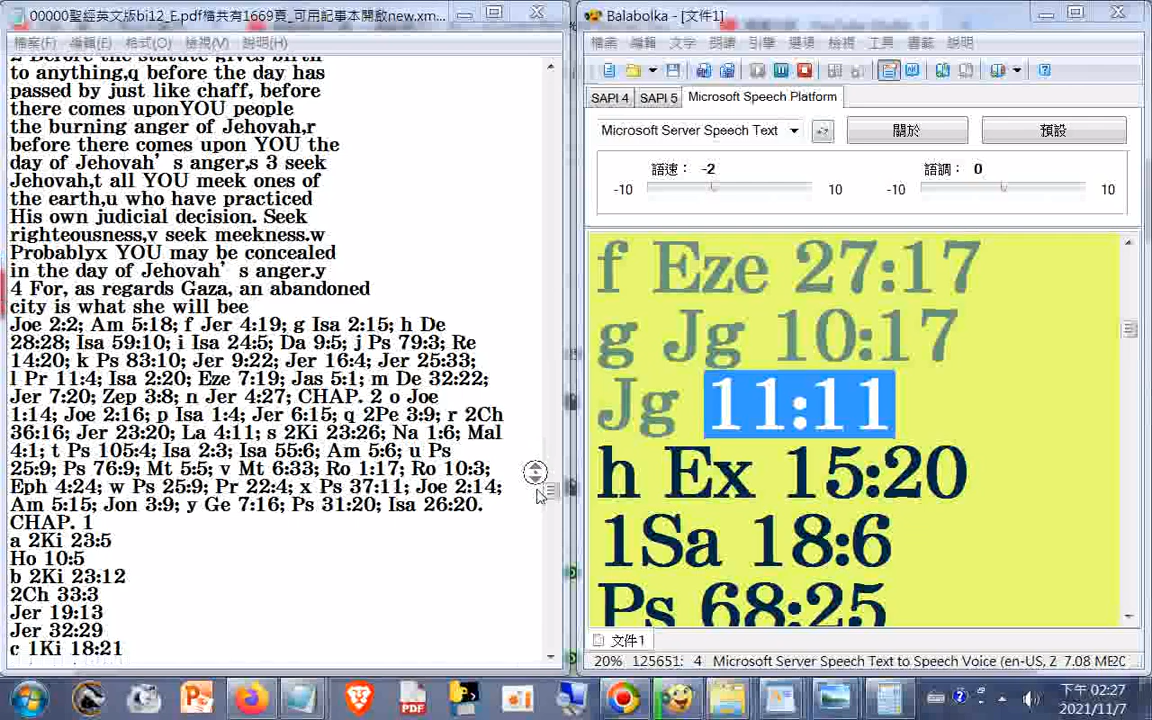 00000聖經英文版bi12_E.pdf檔共有1669頁_可用記事本開啟new.xm...
檔案(F) 編輯(E) 格式(O) 檢視(V) 說明(H)
2 Before the statute gives birth
to anything,q before the day has
passed by just like chaff, before
there comes uponYOU people
the burning anger of Jehovah,r
before there comes upon YOU the
day of Jehovah's anger,s 3 seek
Jehovah,t all YOU meek ones of
the earth,u who have practiced
His own judicial decision. Seek
righteousness,v seek meekness.w
Probablyx YOU may be concealed
in the day of Jehovah's anger.y
4 For, as regards Gaza, an abandoned
city is what she will bee
Joe 2:2; Am 5:18; f Jer 4:19; g Isa 2:15; h De
28:28; Isa 59:10; i Isa 24:5; Da 9:5; j Ps 79:3; Re
14:20; k Ps 83:10; Jer 9:22; Jer 16:4; Jer 25:33;
l Pr 11:4; Isa 2:20; Eze 7:19; Jas 5:1; m De 32:22;
Jer 7:20; Zep 3:8; n Jer 4:27; CHAP. 2 o Joe
1:14; Joe 2:16; p Isa 1:4; Jer 6:15; q 2Pe 3:9; r 2Ch
36:16; Jer 23:20; La 4:11; s 2Ki 23:26; Na 1:6; Mal
4:1; t Ps 105:4; Isa 2:3; Isa 55:6; Am 5:6; u Ps
25:9; Ps 76:9; Mt 5:5; v Mt 6:33; Ro 1:17; Ro 10:3;
Eph 4:24; w Ps 25:9; Pr 22:4; x Ps 37:11; Joe 2:14;
Am 5:15; Jon 3:9; y Ge 7:16; Ps 31:20; Isa 26:20.
CHAP. 1
a 2Ki 23:5
Ho 10:5
b 2Ki 23:12
2Ch 33:3
Jer 19:13
Jer 32:29
c 1Ki 18:21
Balabolka - [文件1]
檔案 編輯 文字 朗讀 引擎 選項 檢視 工具 書籤 說明
SAPI 4 SAPI 5 Microsoft Speech Platform
Microsoft Server Speech Text 關於 預設
語速： -2 語調： 0
-10 10 -10 10
f Eze 27:17
g Jg 10:17
Jg 11:11
h Ex 15:20
1Sa 18:6
Ps 68:25
文件1
20% 125651: 4 Microsoft Server Speech Text to Speech Voice (en-US, Z 7.08 ME
下午 02:27
2021/11/7